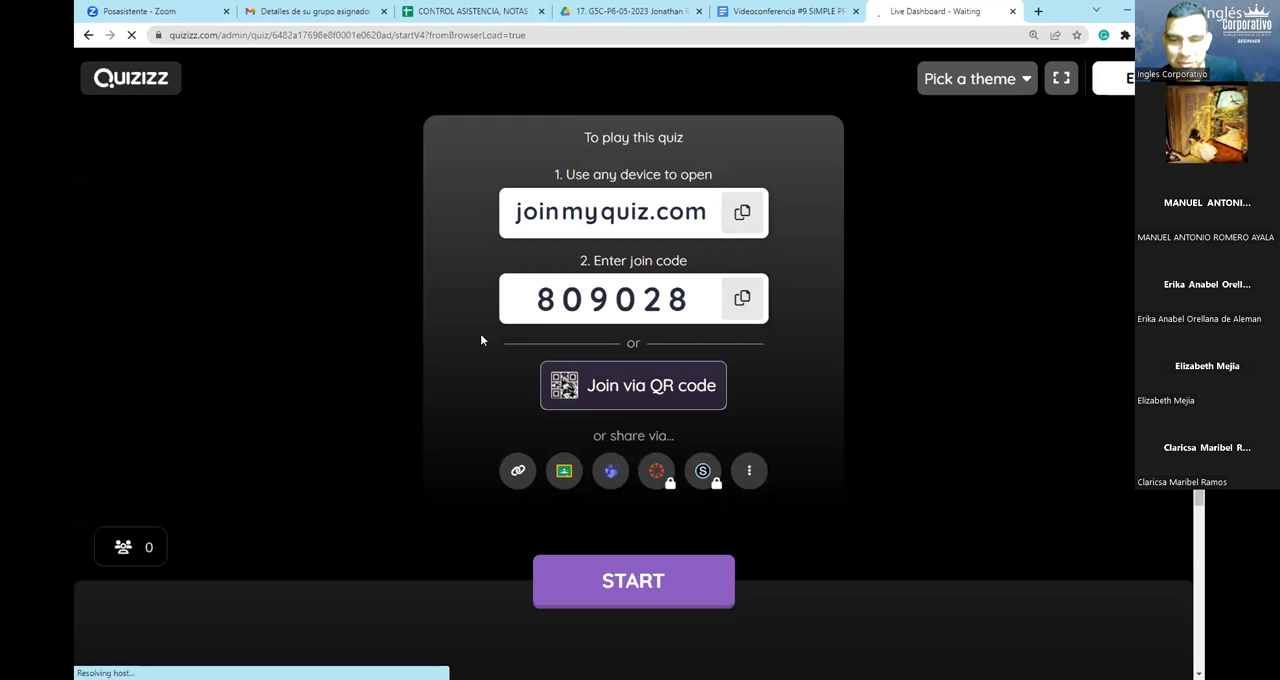 Posasistente - Zoom
Detalles de su grupo asignado
CONTROL ASISTENCIA, NOTAS
17. G5C-P6-05-2023 Jonathan R
Videoconferencia #9 SIMPLE PR
Live Dashboard - Waiting
quizizz.com/admin/quiz/6482a17698e8f0001e0620ad/startV4?fromBrowserLoad=true
Inglés
Corporativo
BEGINNER
Inglés Corporativo
QUIZIZZ
Pick a theme
E
To play this quiz
1. Use any device to open
joinmyquiz.com
2. Enter join code
809028
or
Join via QR code
or share via...
S
0
START
MANUEL ANTONI...
MANUEL ANTONIO ROMERO AYALA
Erika Anabel Orell...
Erika Anabel Orellana de Aleman
Elizabeth Mejia
Elizabeth Mejia
Claricsa Maribel R...
Claricsa Maribel Ramos
Resolving host...